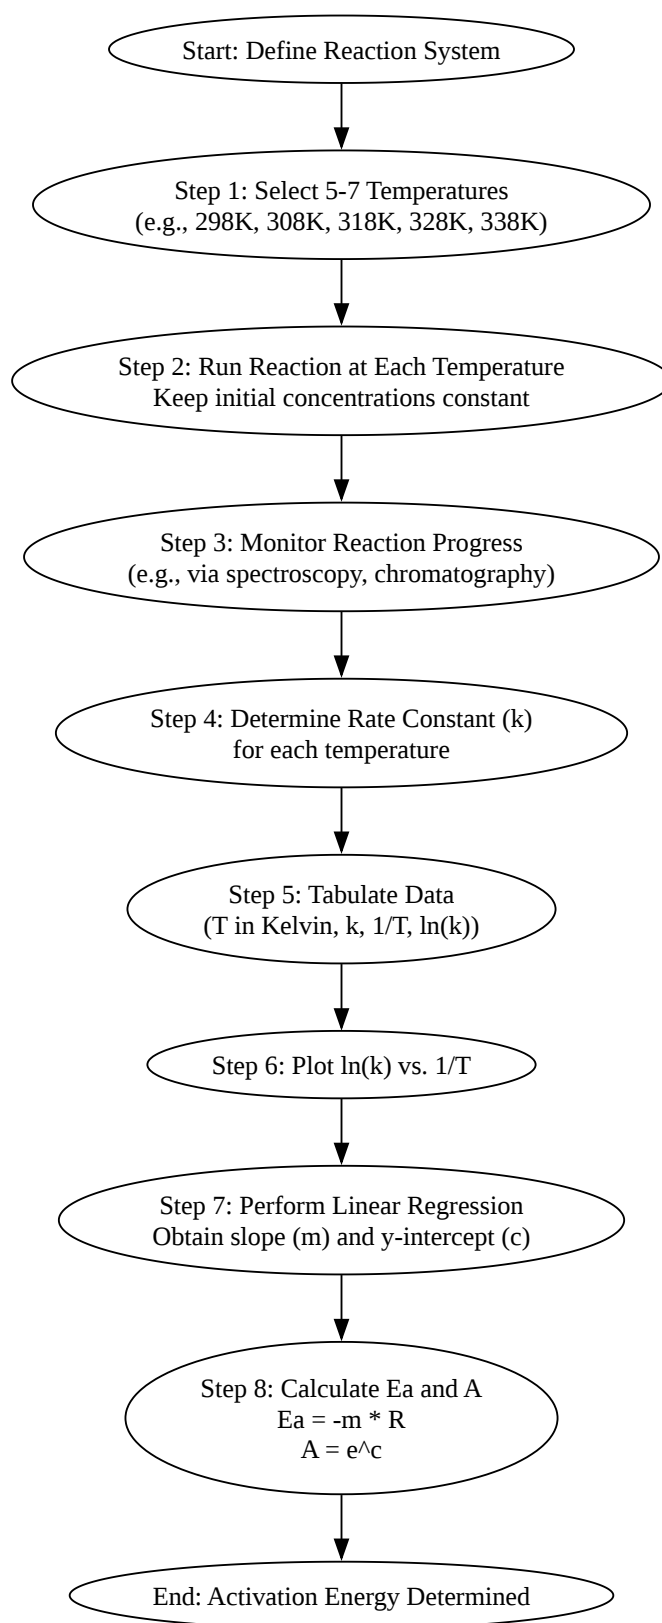 Start: Define Reaction System
Step 1: Select 5-7 Temperatures
(e.g., 298K, 308K, 318K, 328K, 338K)
Step 2: Run Reaction at Each Temperature
Keep initial concentrations constant
Step 3: Monitor Reaction Progress
(e.g., via spectroscopy, chromatography)
Step 4: Determine Rate Constant (k)
for each temperature
Step 5: Tabulate Data
(T in Kelvin, k, 1/T, ln(k))
Step 6: Plot ln(k) vs. 1/T
Step 7: Perform Linear Regression
Obtain slope (m) and y-intercept (c)
Step 8: Calculate Ea and A
Ea = -m * R
A = e^c
End: Activation Energy Determined